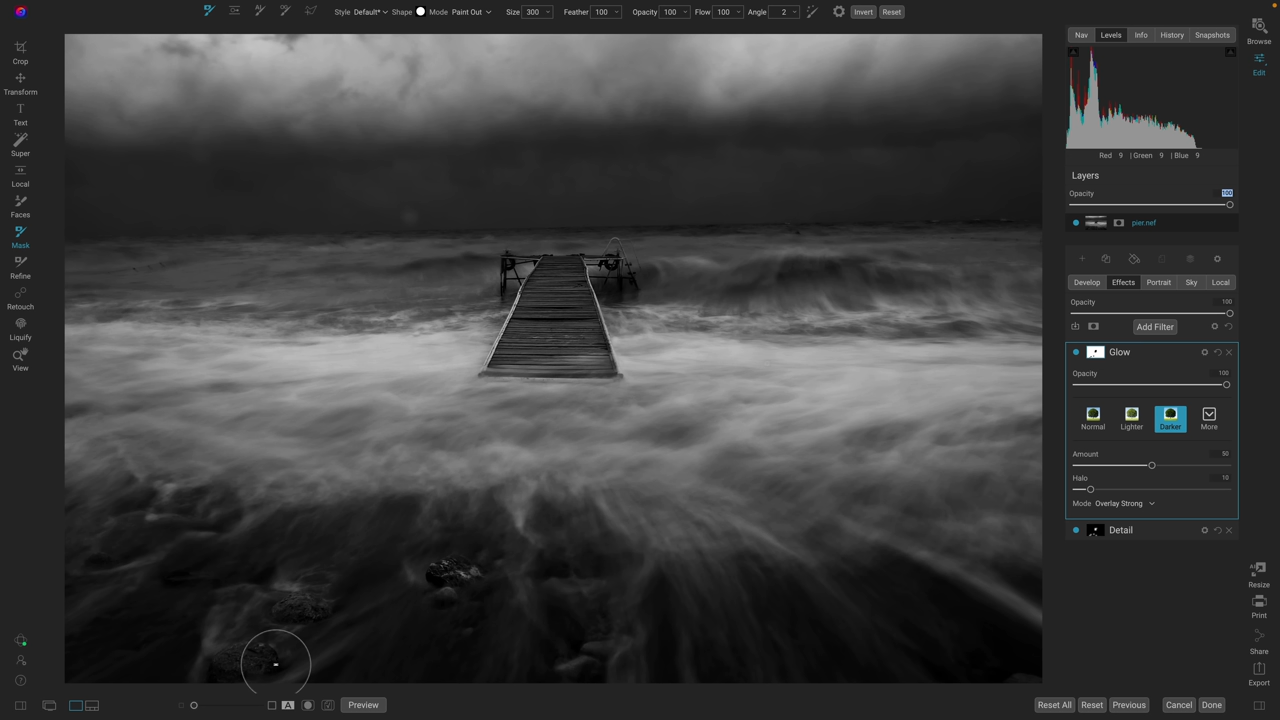 Style Default* Shape Mode Paint Out Size 300 Feather 100 Opacity 100 Flow 100 Angle 2 Invert Reset
Crop
Transform
Text
Super
Local
Faces
Mask
Refine
Retouch
Liquify
View
Nav Levels Info History Snapshots
Red 9 | Green 9 | Blue 9
Layers
Opacity 100
pier.nef
Develop Effects Portrait Sky Local
Opacity 100
Add Filter
Glow
Opacity 100
Normal Lighter Darker More
Amount 50
Halo 10
Mode Overlay Strong
Detail
Browse
Edit
AI
Resize
Print
Share
Export
A Preview
Reset All Reset Previous Cancel Done